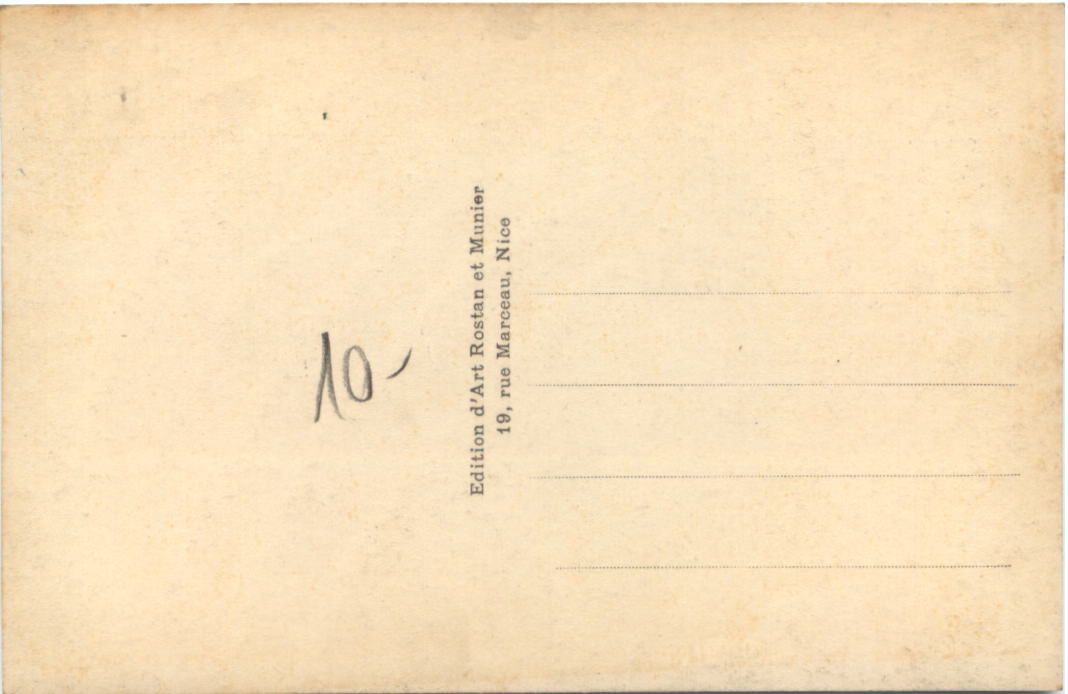 10-
Edition d'Art Rostan et Munier
19, rue Marceau, Nice